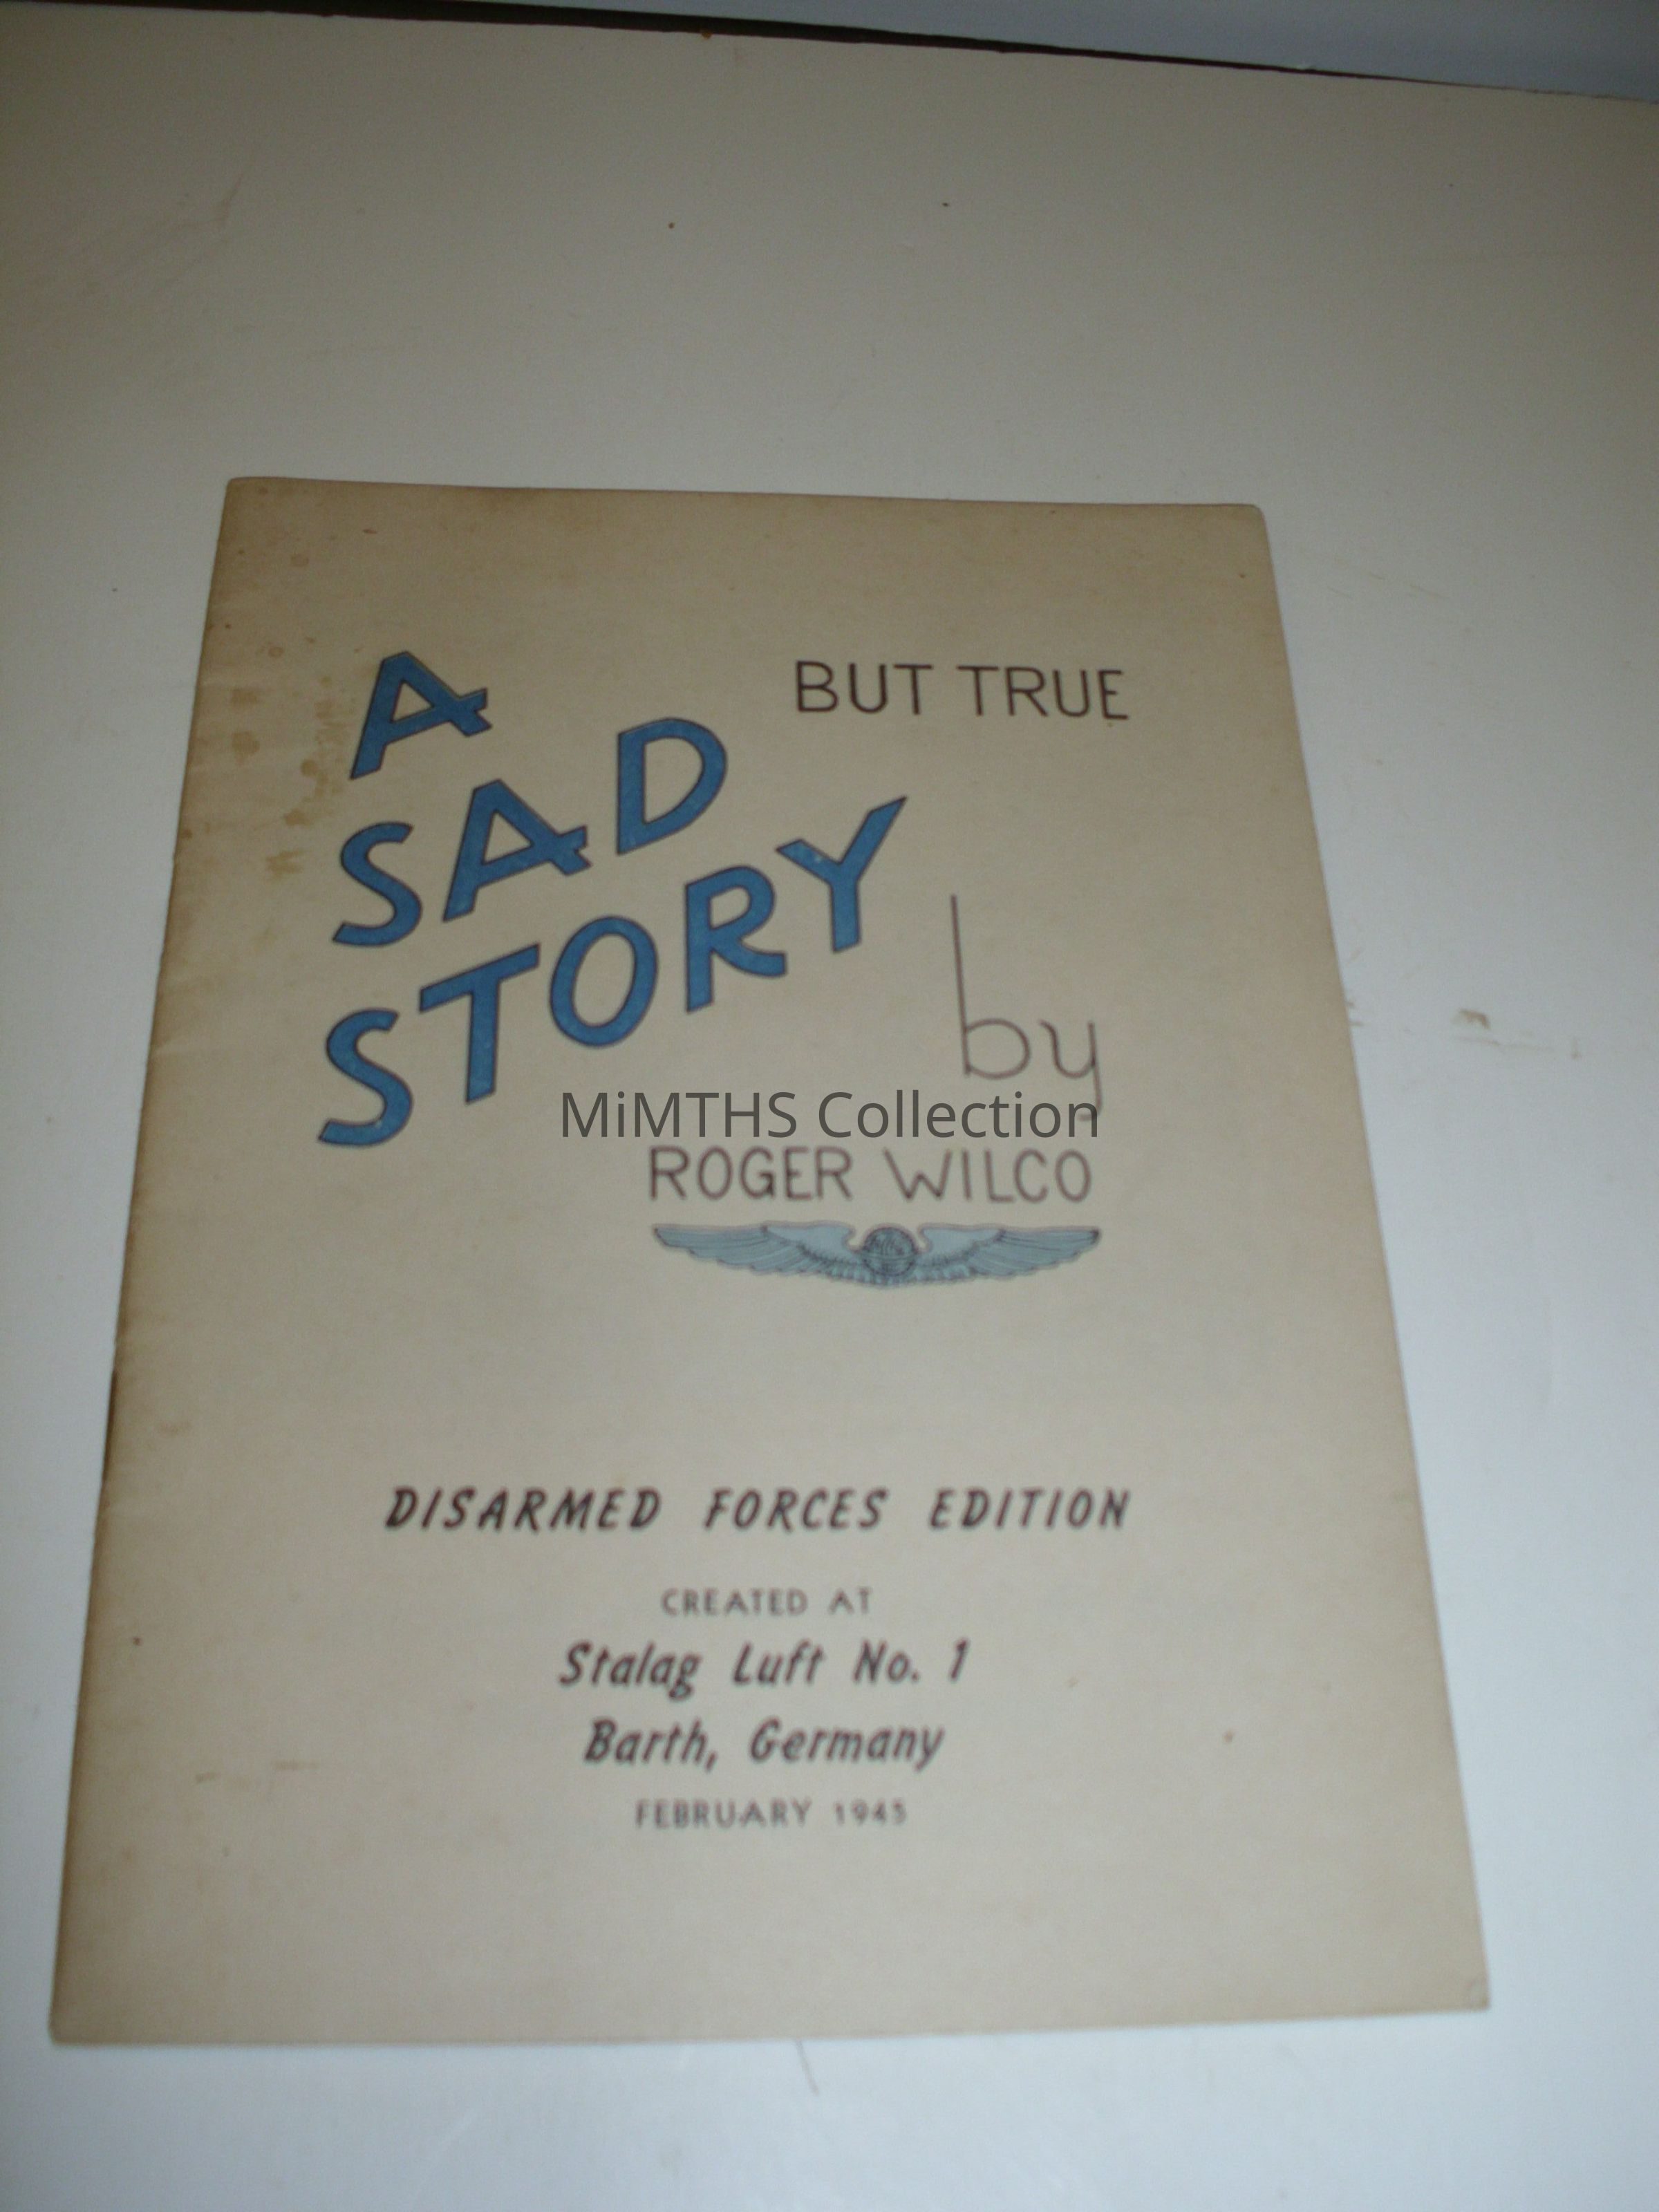 A
BUT TRUE
SAD
STORY
by
MiMTHS Collection
ROGER WILCO
DISARMED FORCES EDITION
CREATED AT
Stalag Luft No. 1
Barth, Germany
FEBRUARY 1945